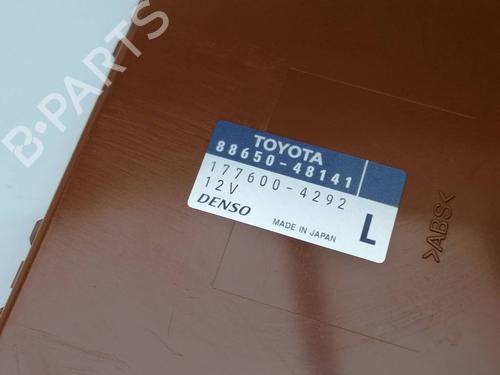 B-PARTS
TOYOTA
88650-48141
177600-4292
12V
DENSO
MADE IN JAPAN
L
>ABS<